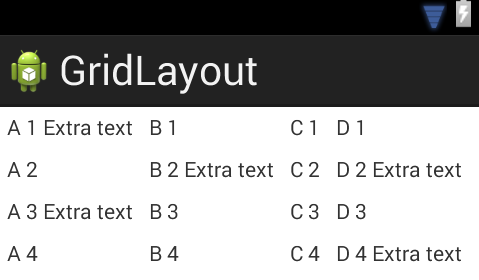 GridLayout
A 1 Extra text B 1 C 1 D 1
A 2 B 2 Extra text C 2 D 2 Extra text
A 3 Extra text B 3 C 3 D 3
A 4 B 4 C 4 D 4 Extra text